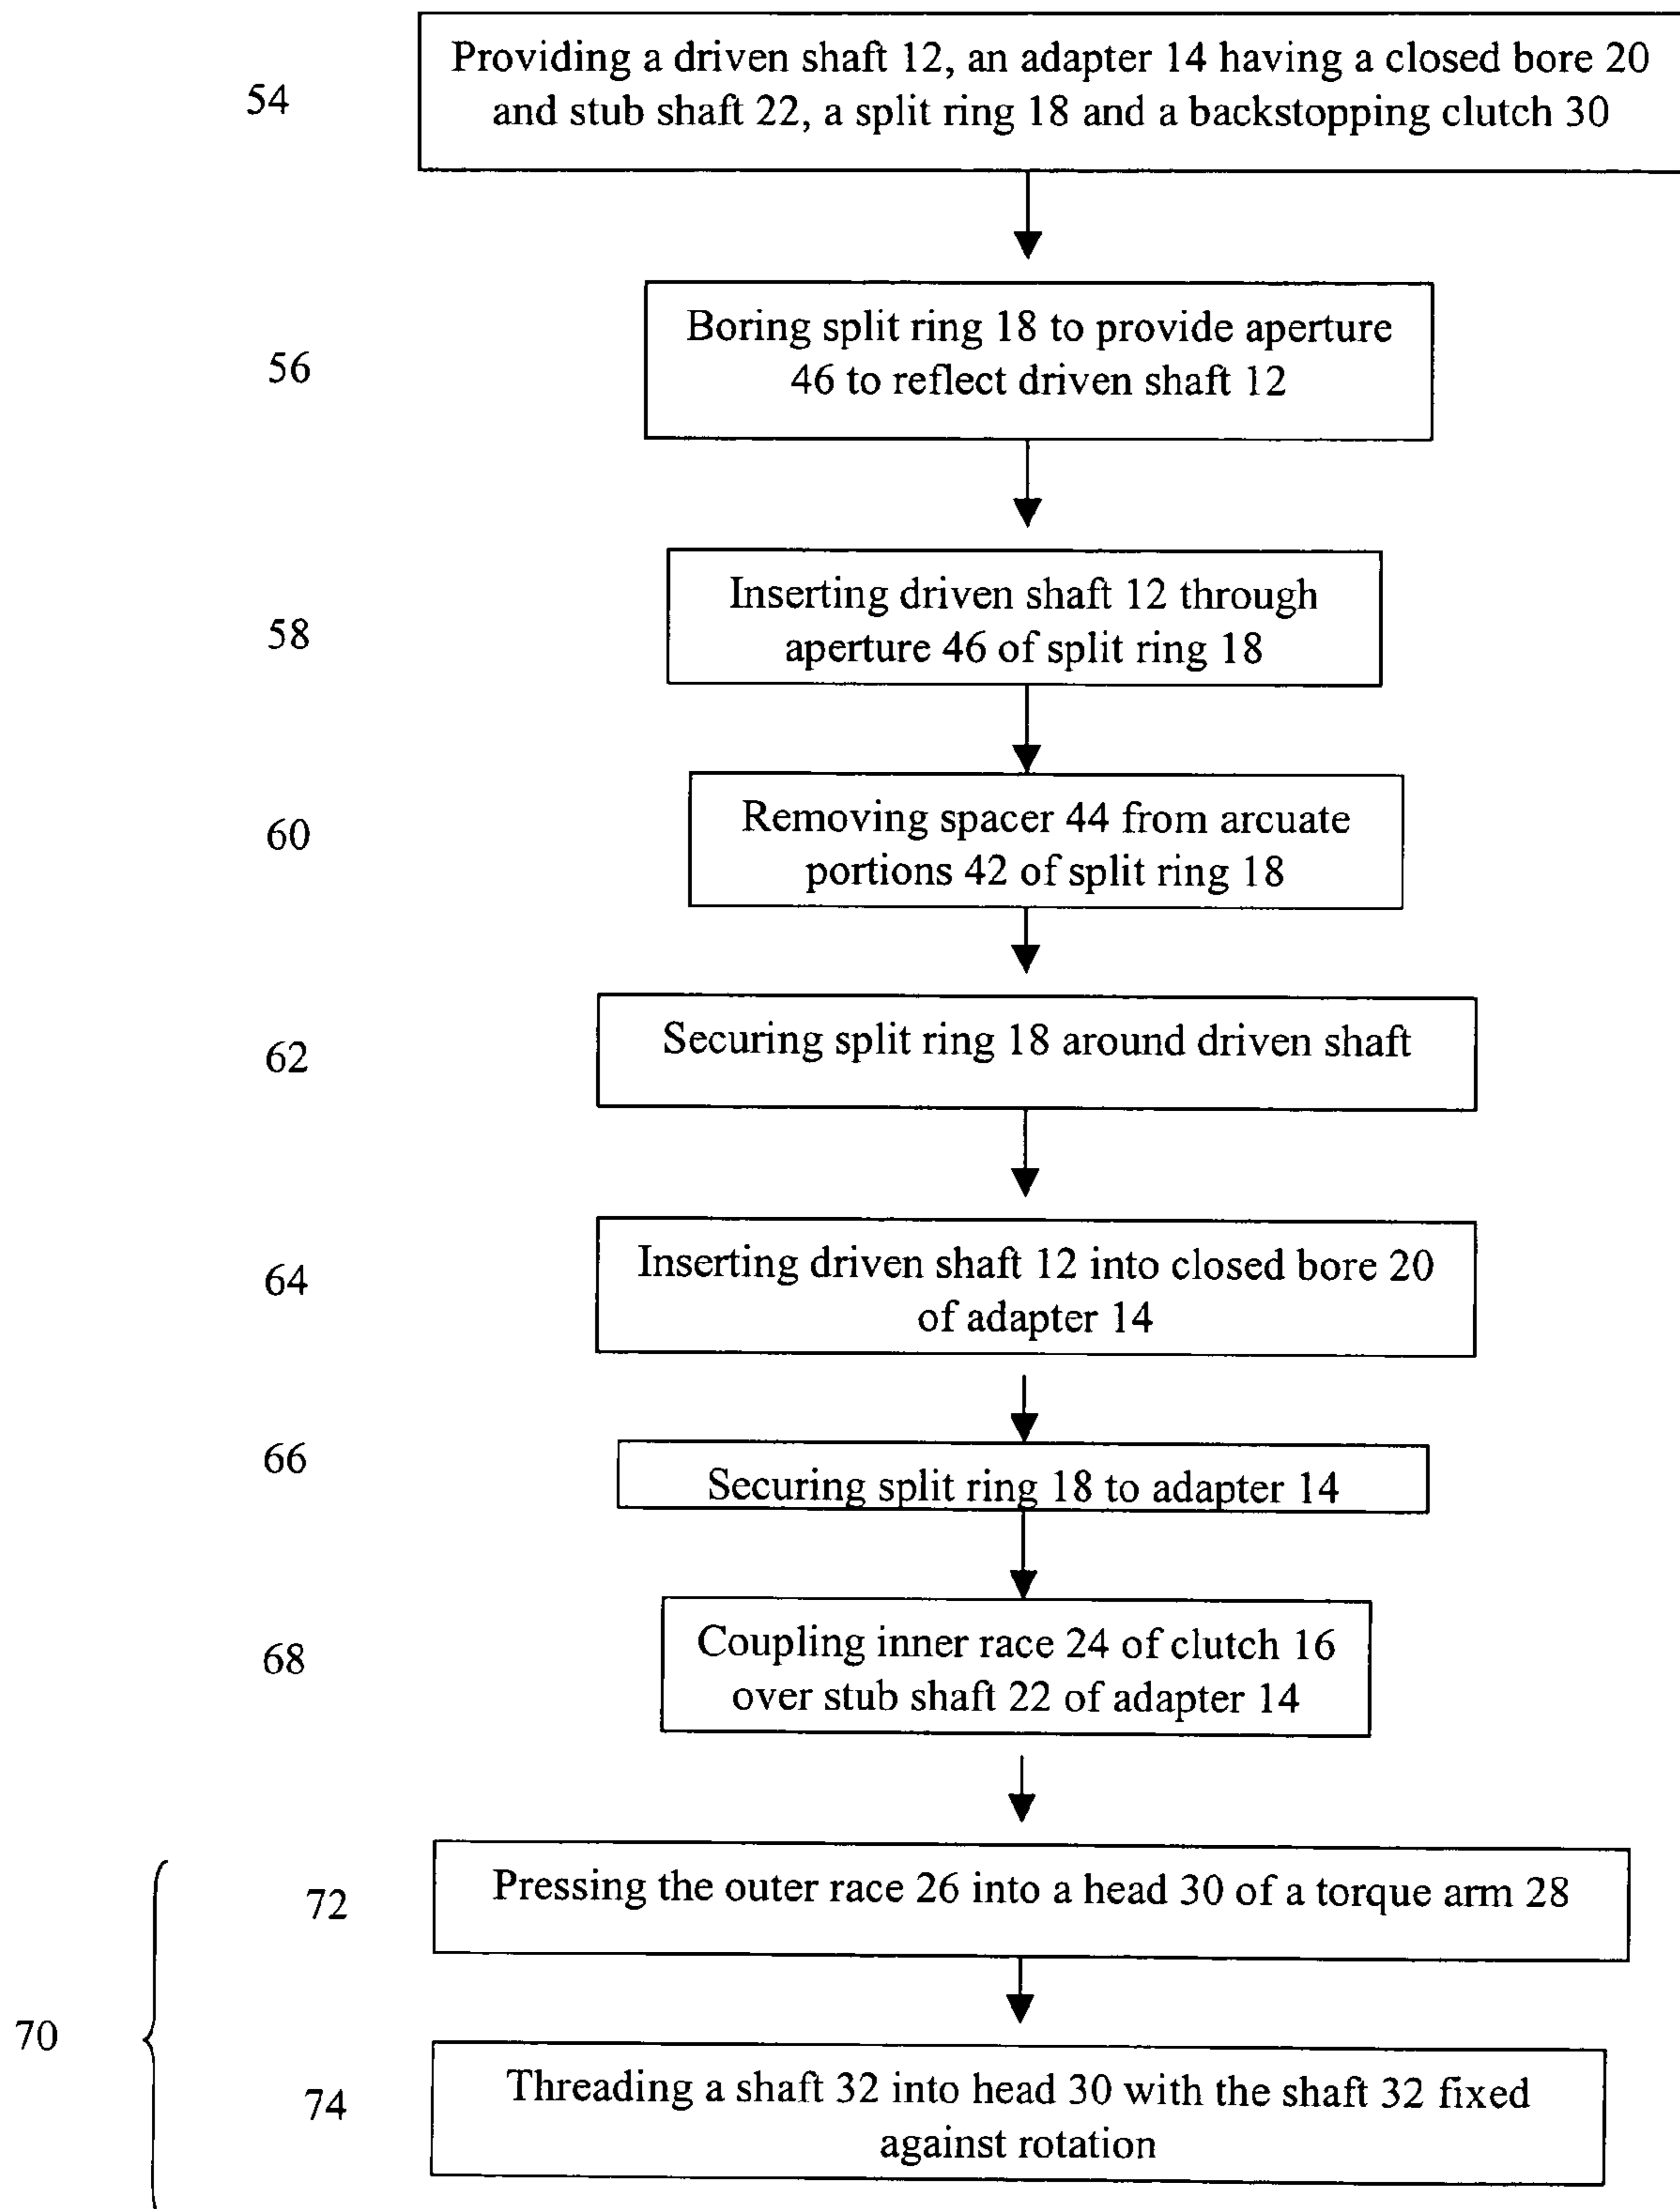 54
Providing a driven shaft 12, an adapter 14 having a closed bore 20
and stub shaft 22, a split ring 18 and a backstopping clutch 30
56
Boring split ring 18 to provide aperture
46 to reflect driven shaft 12
58
Inserting driven shaft 12 through
aperture 46 of split ring 18
60
Removing spacer 44 from arcuate
portions 42 of split ring 18
62
Securing split ring 18 around driven shaft
64
Inserting driven shaft 12 into closed bore 20
of adapter 14
66
Securing split ring 18 to adapter 14
68
Coupling inner race 24 of clutch 16
over stub shaft 22 of adapter 14
70
72
Pressing the outer race 26 into a head 30 of a torque arm 28
74
Threading a shaft 32 into head 30 with the shaft 32 fixed
against rotation